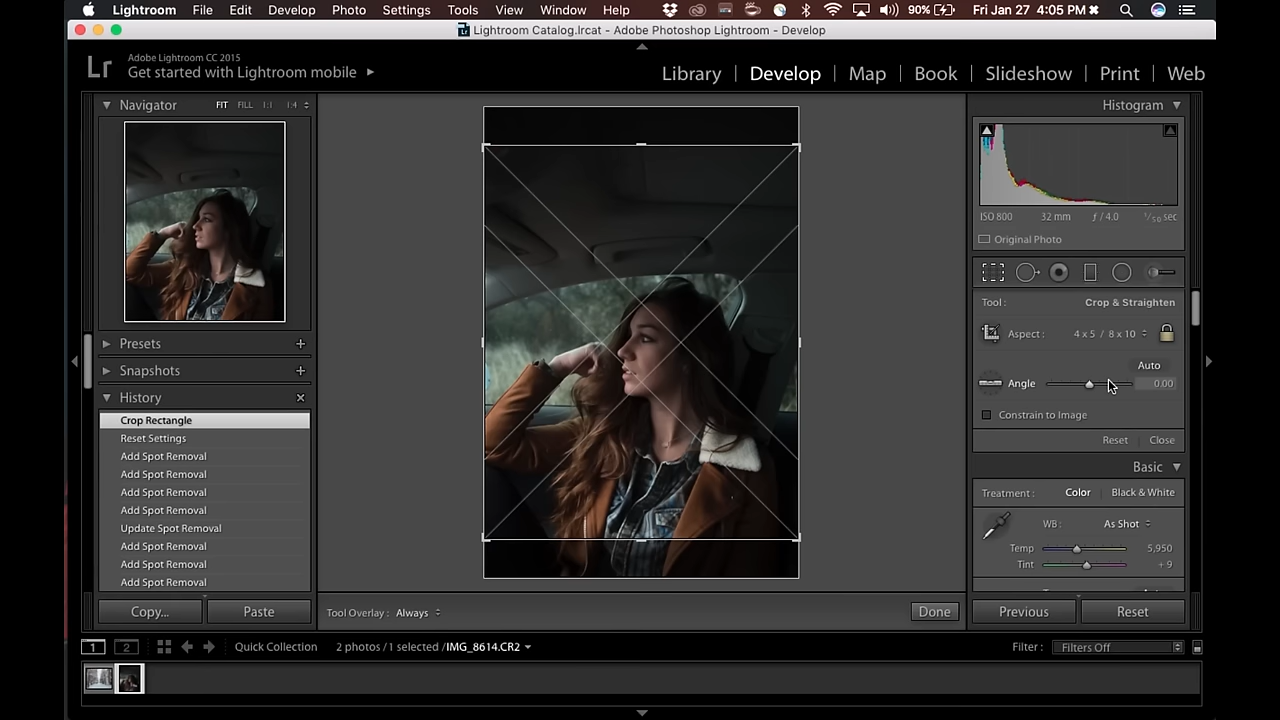 Lightroom File Edit Develop Photo Settings Tools View Window Help 90% Fri Jan 27 4:05 PM
Lightroom Catalog.lrcat - Adobe Photoshop Lightroom - Develop
Lr
Adobe Lightroom CC 2015
Get started with Lightroom mobile
Library | Develop | Map | Book | Slideshow | Print | Web
Navigator FIT FILL 1:1 1:4
Presets
Snapshots
History
Crop Rectangle
Reset Settings
Add Spot Removal
Add Spot Removal
Add Spot Removal
Add Spot Removal
Update Spot Removal
Add Spot Removal
Add Spot Removal
Add Spot Removal
Copy... Paste
Tool Overlay: Always
Done
Histogram
ISO 800 32 mm ƒ / 4.0 1/50 sec
Original Photo
Tool: Crop & Straighten
Aspect: 4 x 5 / 8 x 10
Auto
Angle 0.00
Constrain to Image
Reset Close
Basic
Treatment: Color Black & White
WB: As Shot
Temp 5,950
Tint + 9
Previous Reset
1 2 Quick Collection 2 photos / 1 selected / IMG_8614.CR2
Filter: Filters Off